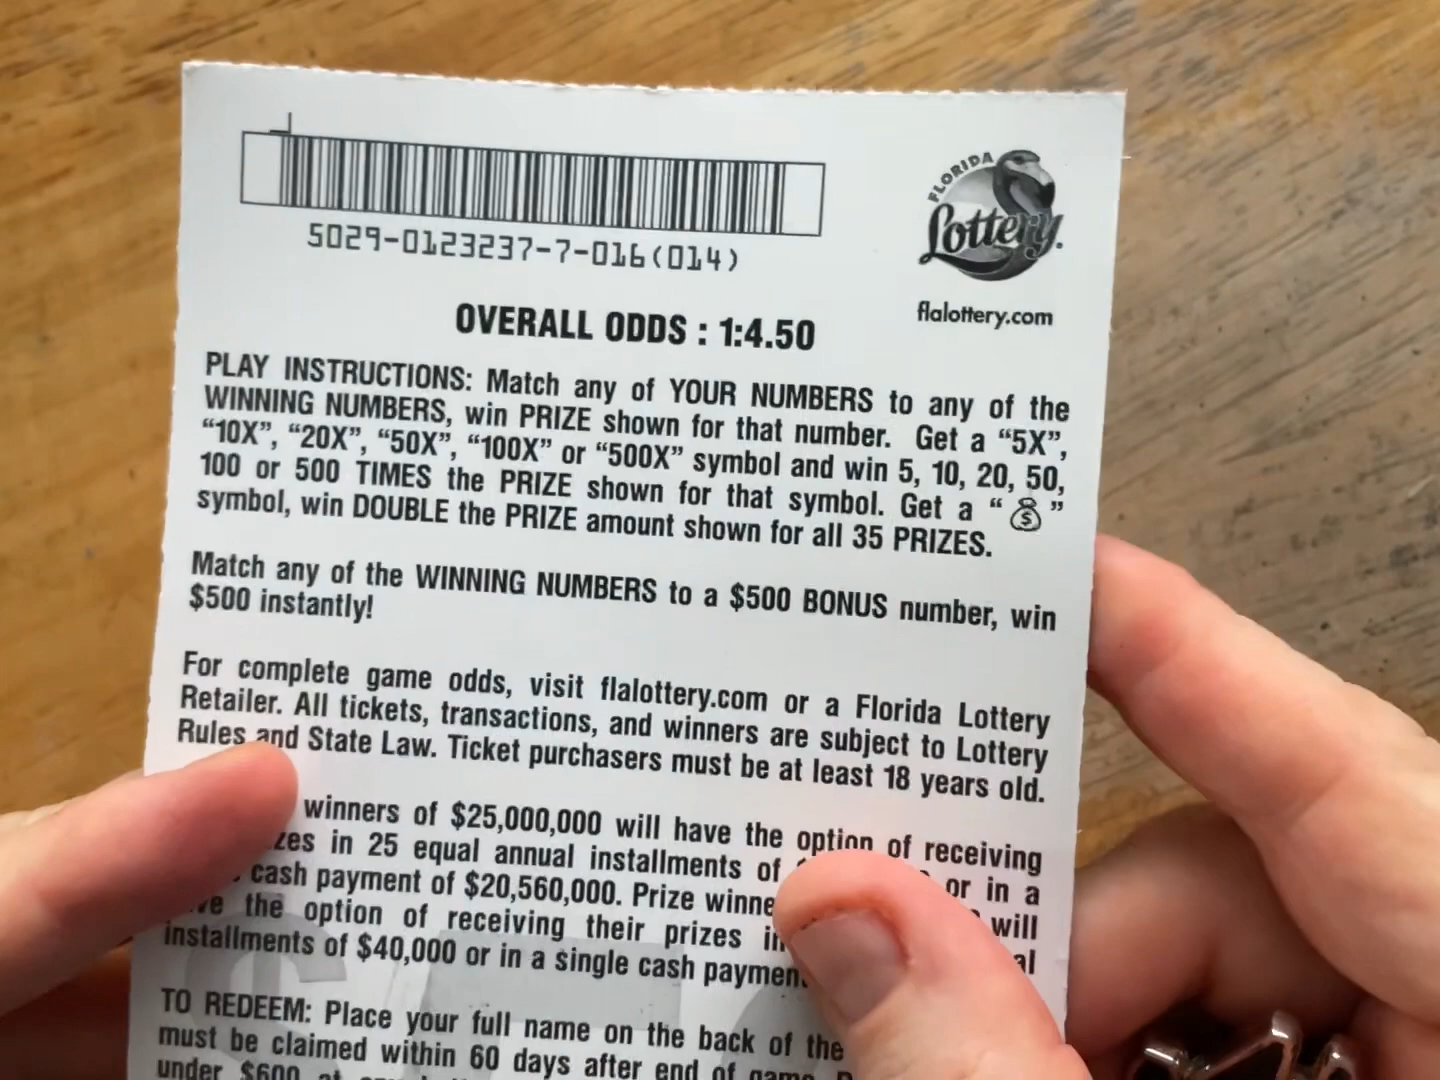 5029-0123237-7-016(014)
FLORIDA
Lottery.
flalottery.com
OVERALL ODDS : 1:4.50
PLAY INSTRUCTIONS: Match any of YOUR NUMBERS to any of the
WINNING NUMBERS, win PRIZE shown for that number. Get a “5X”,
“10X”, “20X”, “50X”, “100X” or “500X” symbol and win 5, 10, 20, 50,
100 or 500 TIMES the PRIZE shown for that symbol. Get a “ ”
symbol, win DOUBLE the PRIZE amount shown for all 35 PRIZES.
Match any of the WINNING NUMBERS to a $500 BONUS number, win
$500 instantly!
For complete game odds, visit flalottery.com or a Florida Lottery
Retailer. All tickets, transactions, and winners are subject to Lottery
Rules and State Law. Ticket purchasers must be at least 18 years old.
winners of $25,000,000 will have the option of receiving
in 25 equal annual installments of or in a
cash payment of $20,560,000. Prize will
the option of receiving their prizes
installments of $40,000 or in a single cash
TO REDEEM: Place your full name on the back of the
must be claimed within 60 days after end of
under $600 at